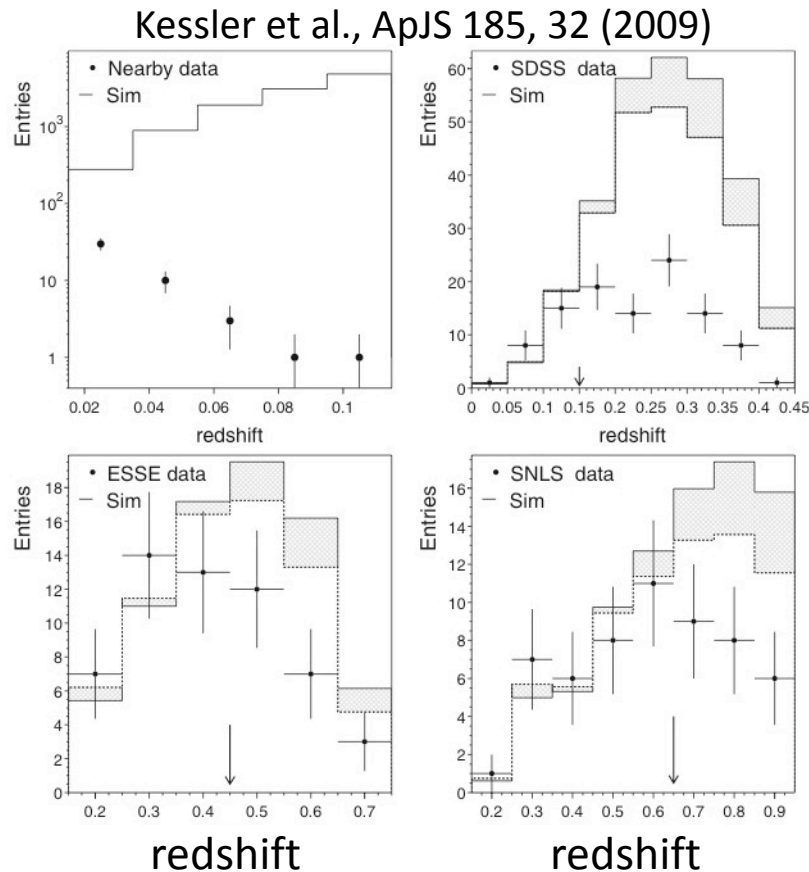 Kessler et al., ApJS 185, 32 (2009)
Entries
Nearby data
Sim
10³
10²
10
1
0.02 0.04 0.06 0.08 0.1
redshift
Entries
SDSS data
Sim
60
50
40
30
20
10
0
0 0.05 0.1 0.15 0.2 0.25 0.3 0.35 0.4 0.45
redshift
Entries
ESSE data
Sim
18
16
14
12
10
8
6
4
2
0
0.2 0.3 0.4 0.5 0.6 0.7
redshift
Entries
SNLS data
Sim
16
14
12
10
8
6
4
2
0
0.2 0.3 0.4 0.5 0.6 0.7 0.8 0.9
redshift